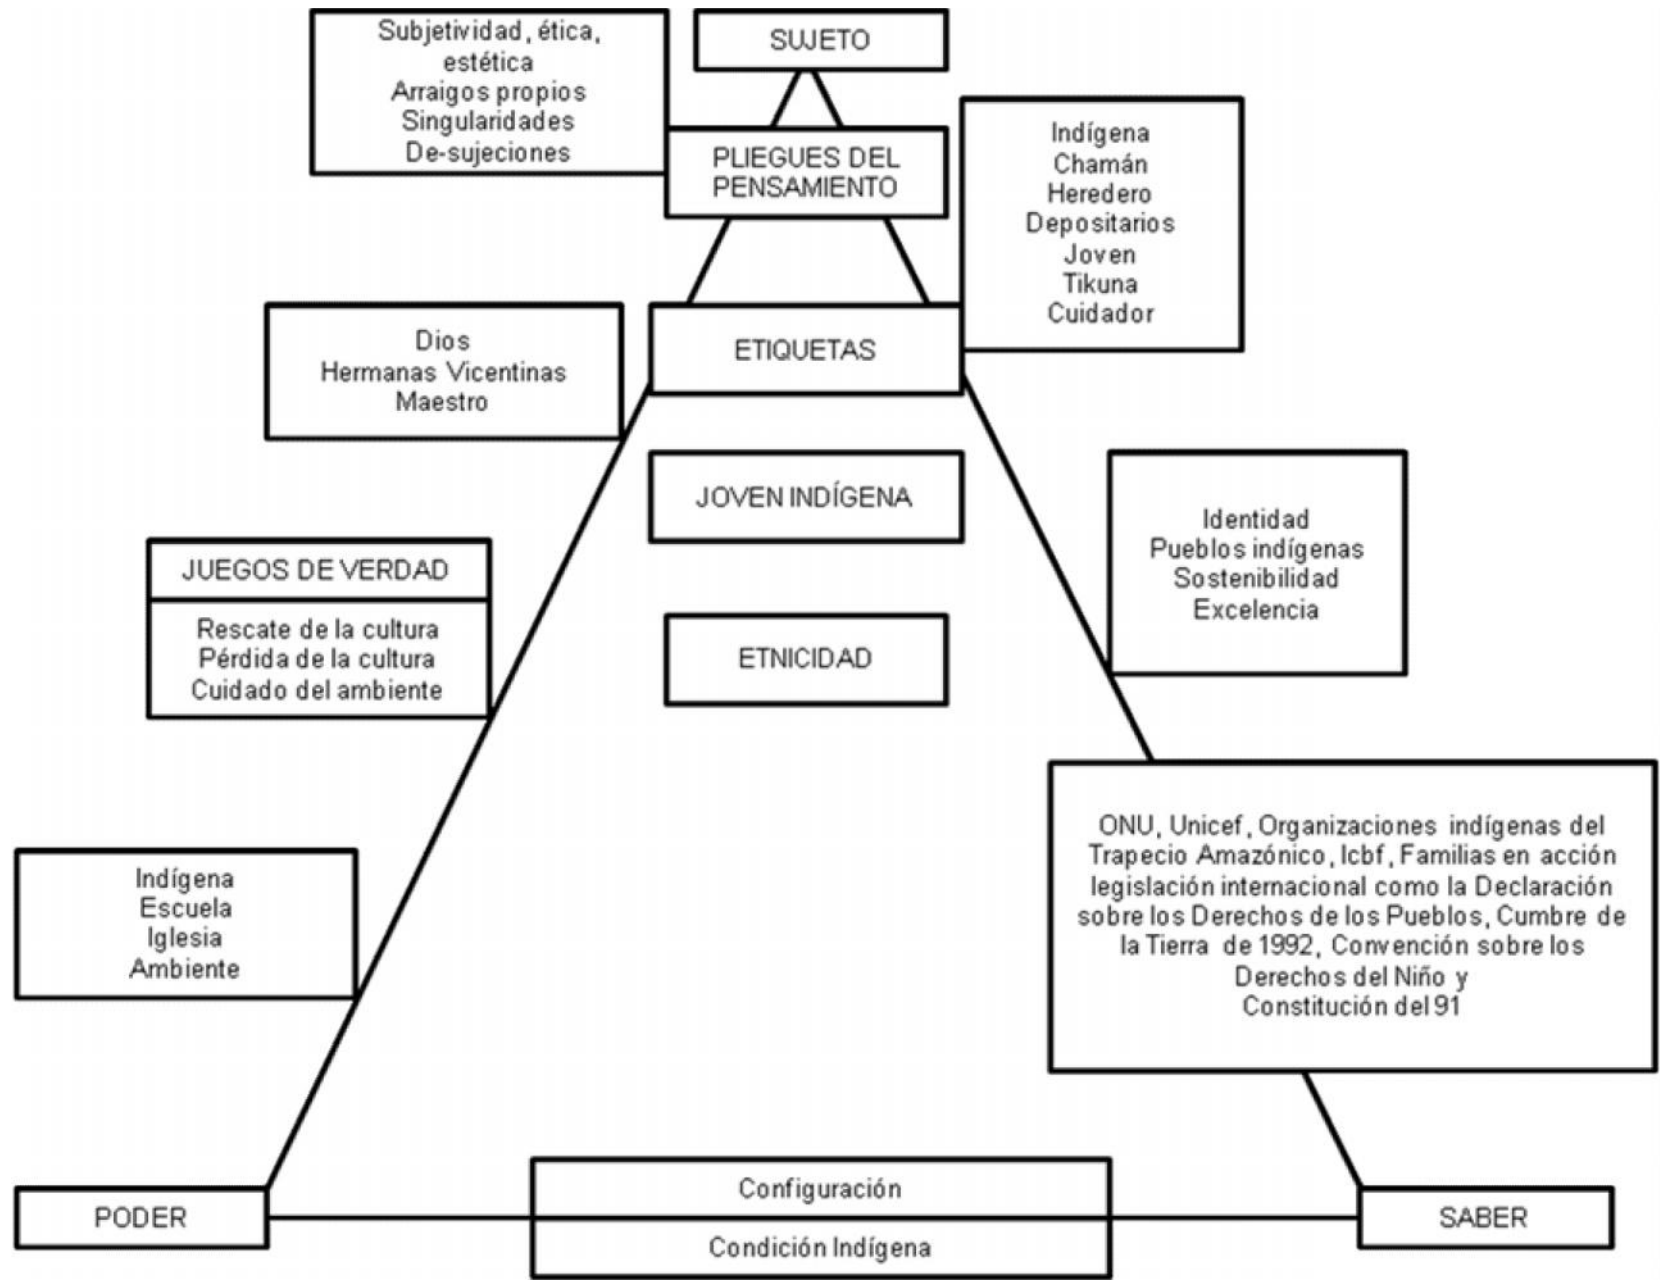 Subjetividad, ética,
estética
Arraigos propios
Singularidades
De-sujeciones
SUJETO
PLIEGUES DEL
PENSAMIENTO
Indígena
Chamán
Heredero
Depositarios
Joven
Tikuna
Cuidador
Dios
Hermanas Vicentinas
Maestro
ETIQUETAS
JOVEN INDÍGENA
Identidad
Pueblos indígenas
Sostenibilidad
Excelencia
JUEGOS DE VERDAD
Rescate de la cultura
Pérdida de la cultura
Cuidado del ambiente
ETNICIDAD
ONU, Unicef, Organizaciones indígenas del
Trapecio Amazónico, Icbf, Familias en acción
legislación internacional como la Declaración
sobre los Derechos de los Pueblos, Cumbre de
la Tierra de 1992, Convención sobre los
Derechos del Niño y
Constitución del 91
Indígena
Escuela
Iglesia
Ambiente
PODER
Configuración
Condición Indígena
SABER